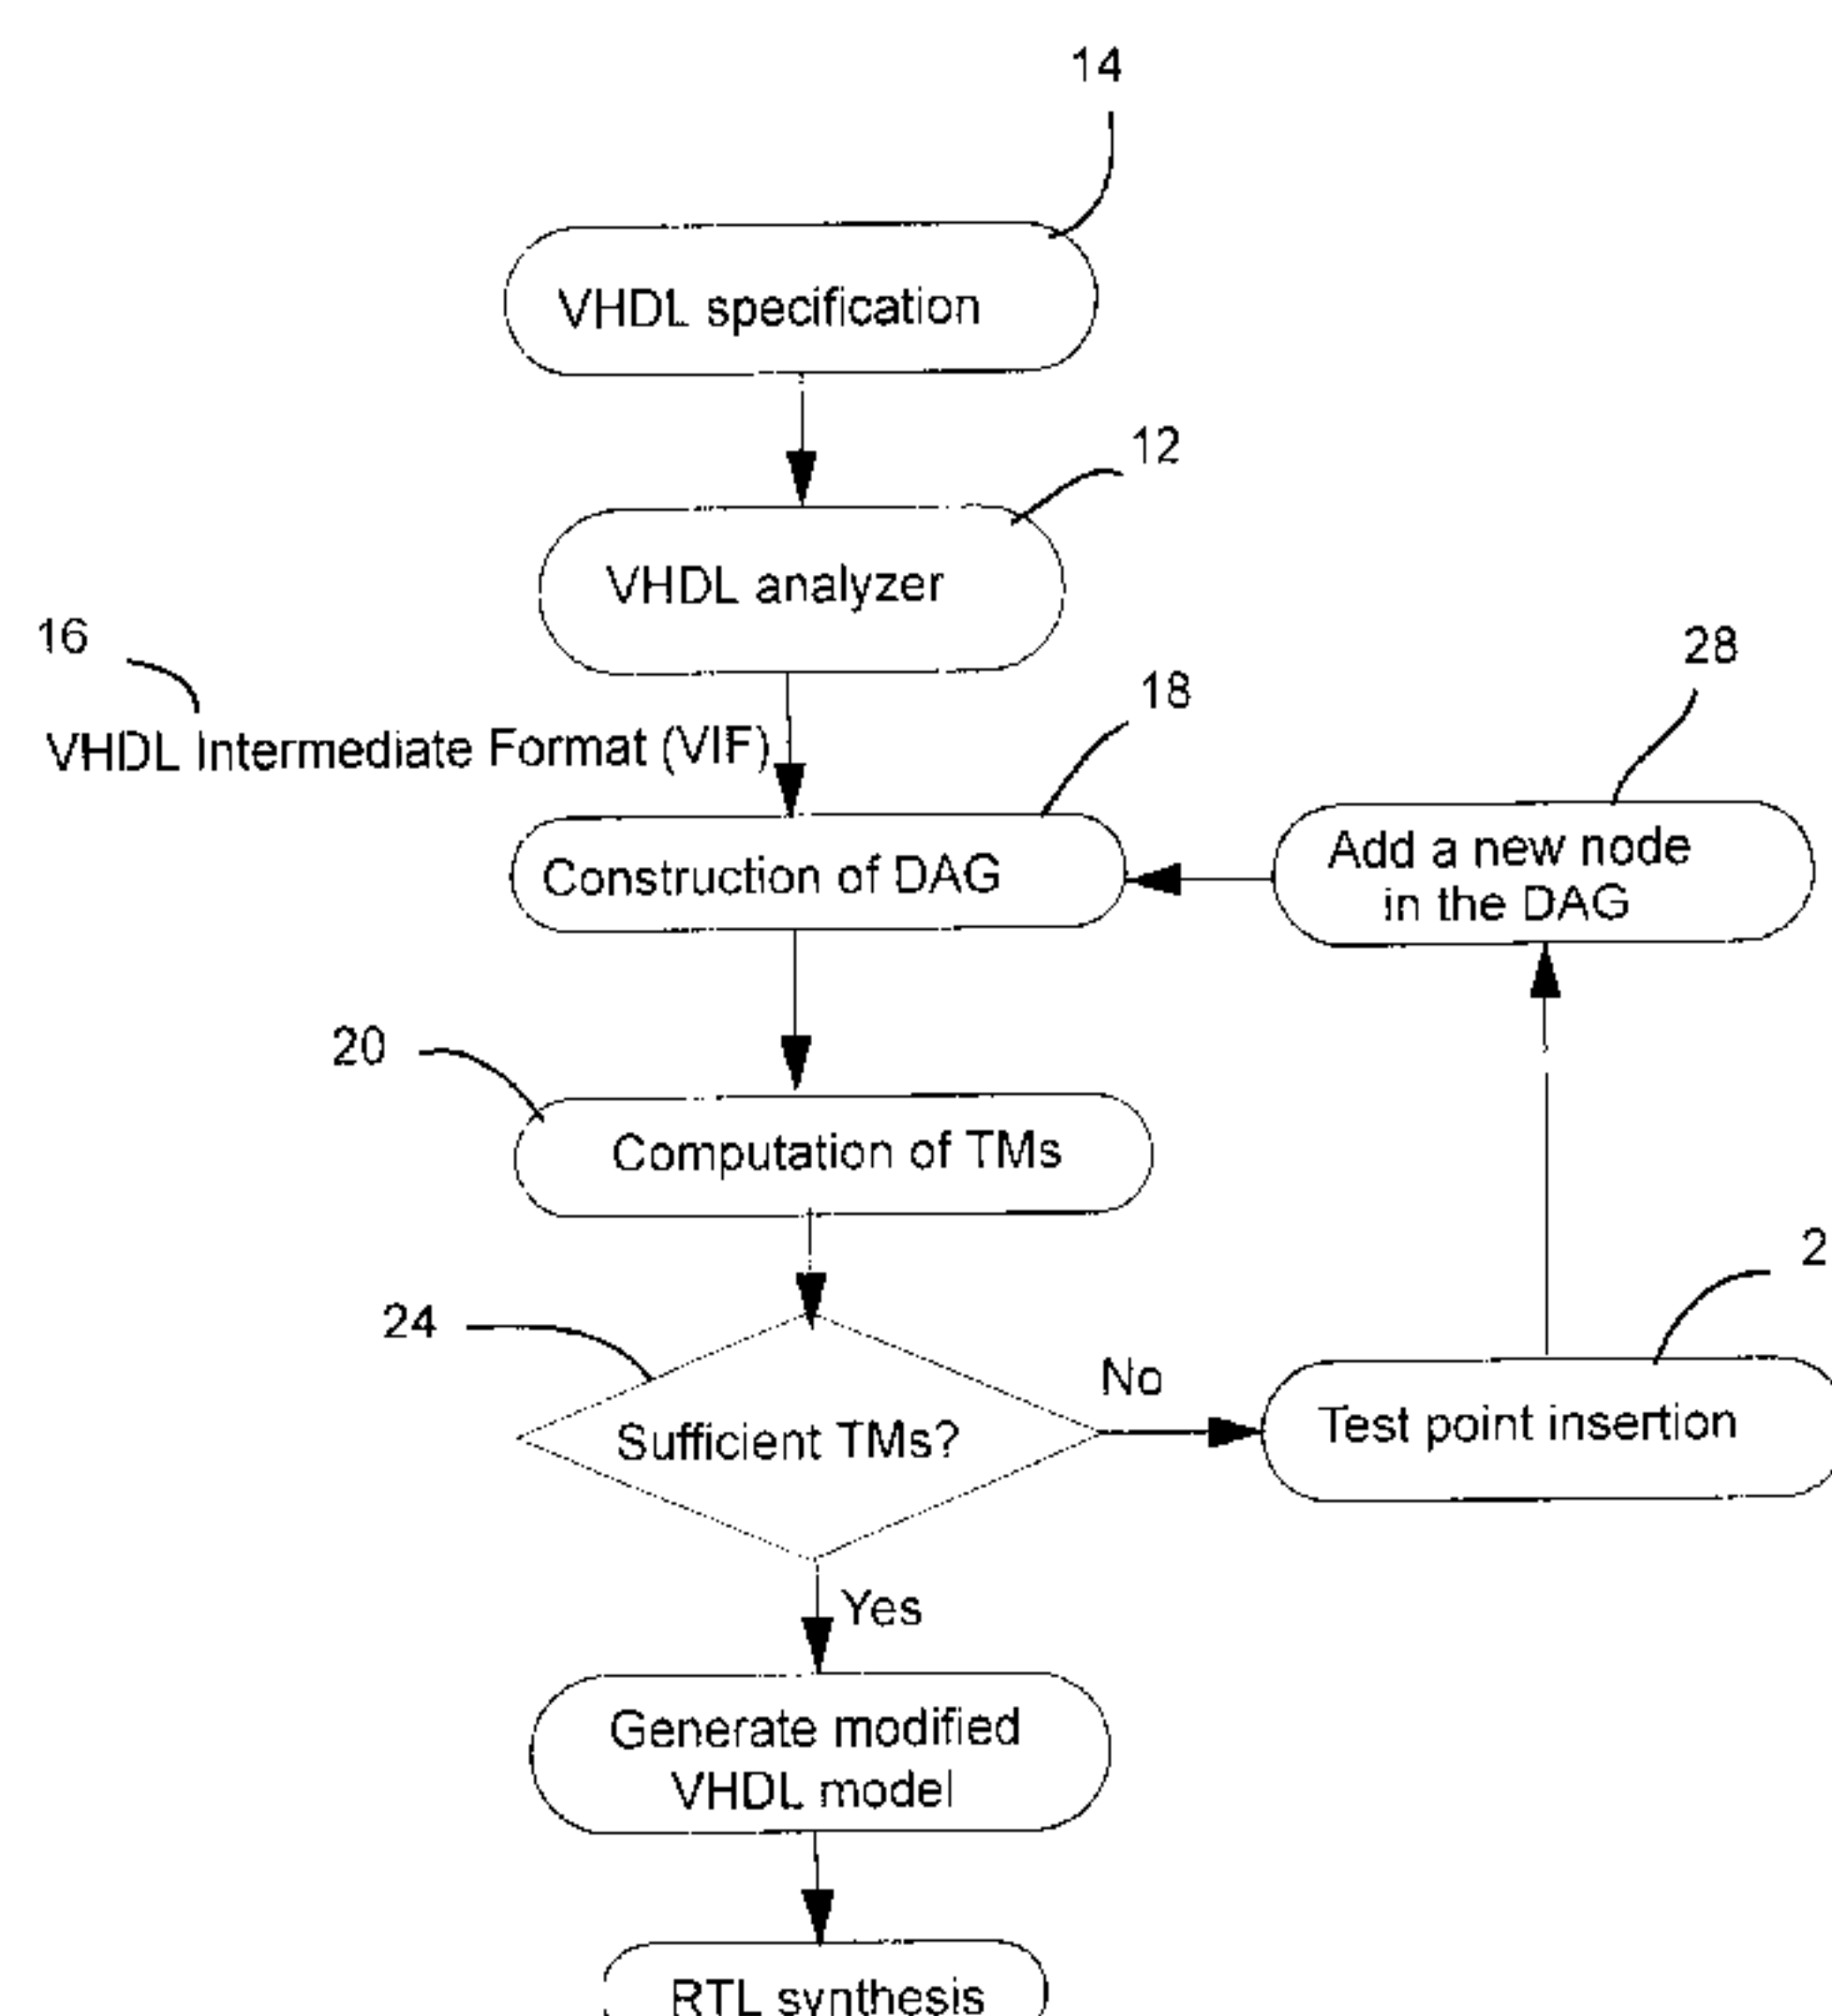 14
VHDL specification
12
VHDL analyzer
16
28
18
VHDL Intermediate Format (VIF)
Add a new node
in the DAG
Construction of DAG
20
Computation of TMs
24
No
Test point insertion
Sufficient TMs?
Yes
Generate modified
VHDL model
RTL synthesis